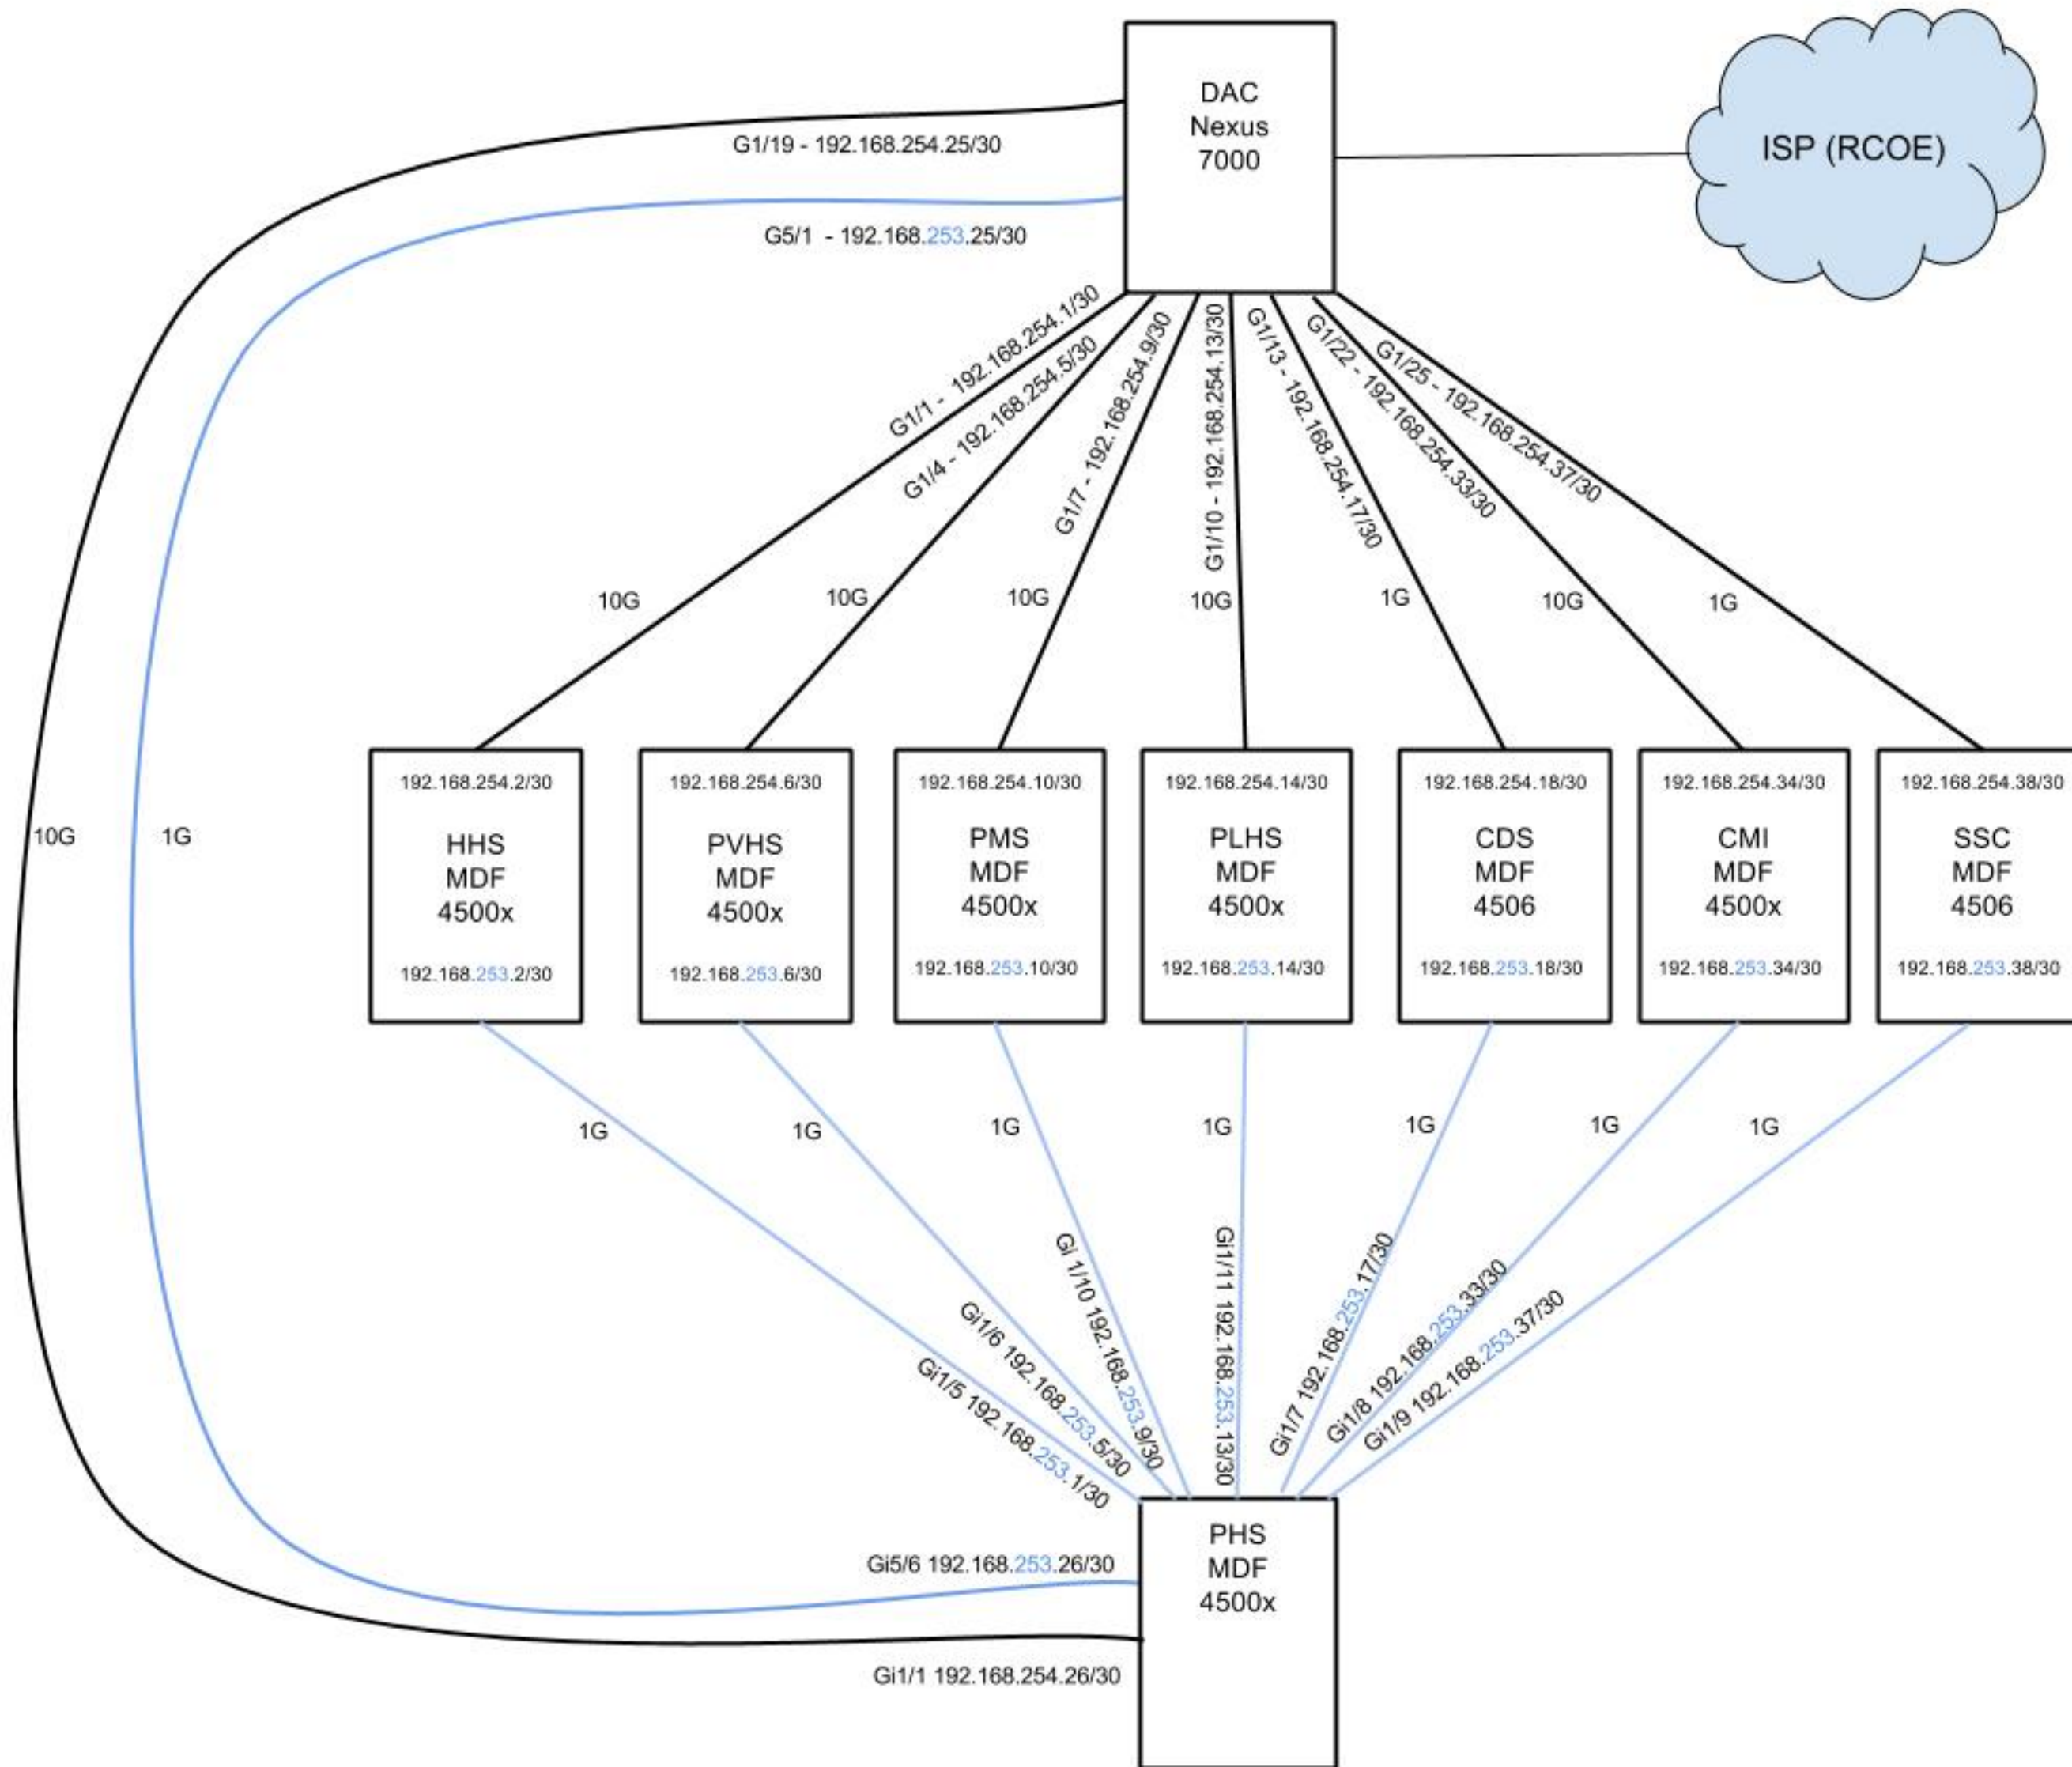 DAC
Nexus
7000
ISP (RCOE)
G1/19 - 192.168.254.25/30
G5/1 - 192.168.253.25/30
G1/1 - 192.168.254.1/30
G1/4 - 192.168.254.5/30
G1/7 - 192.168.254.9/30
G1/10 - 192.168.254.13/30
G1/13 - 192.168.254.17/30
G1/22 - 192.168.254.33/30
G1/25 - 192.168.254.37/30
10G
10G
10G
10G
1G
10G
1G
10G
1G
192.168.254.2/30
HHS
MDF
4500x
192.168.253.2/30
192.168.254.6/30
PVHS
MDF
4500x
192.168.253.6/30
192.168.254.10/30
PMS
MDF
4500x
192.168.253.10/30
192.168.254.14/30
PLHS
MDF
4500x
192.168.253.14/30
192.168.254.18/30
CDS
MDF
4506
192.168.253.18/30
192.168.254.34/30
CMI
MDF
4500x
192.168.253.34/30
192.168.254.38/30
SSC
MDF
4506
192.168.253.38/30
1G
1G
1G
1G
1G
1G
1G
Gi1/5 192.168.253.1/30
Gi1/6 192.168.253.5/30
Gi 1/10 192.168.253.9/30
Gi1/11 192.168.253.13/30
Gi1/7 192.168.253.17/30
Gi1/8 192.168.253.33/30
Gi1/9 192.168.253.37/30
PHS
MDF
4500x
Gi5/6 192.168.253.26/30
Gi1/1 192.168.254.26/30